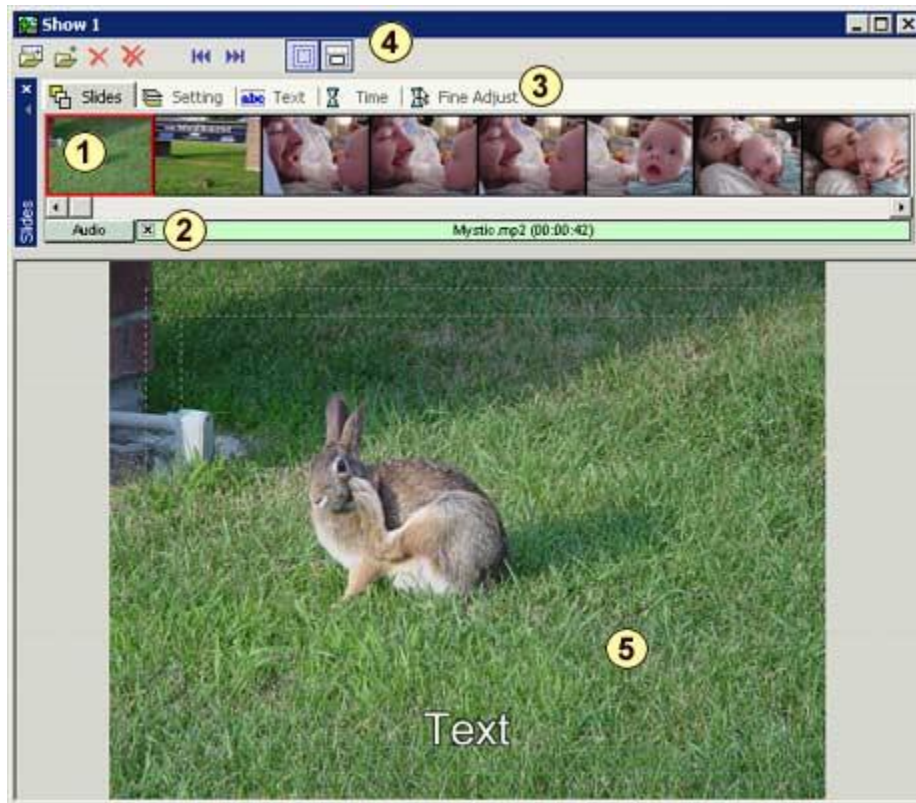 Show 1
4
Slides Setting abc Text Time Fine Adjust 3
1
Slides
Audio 2 Mystic.mp2 (00:00:42)
5
Text